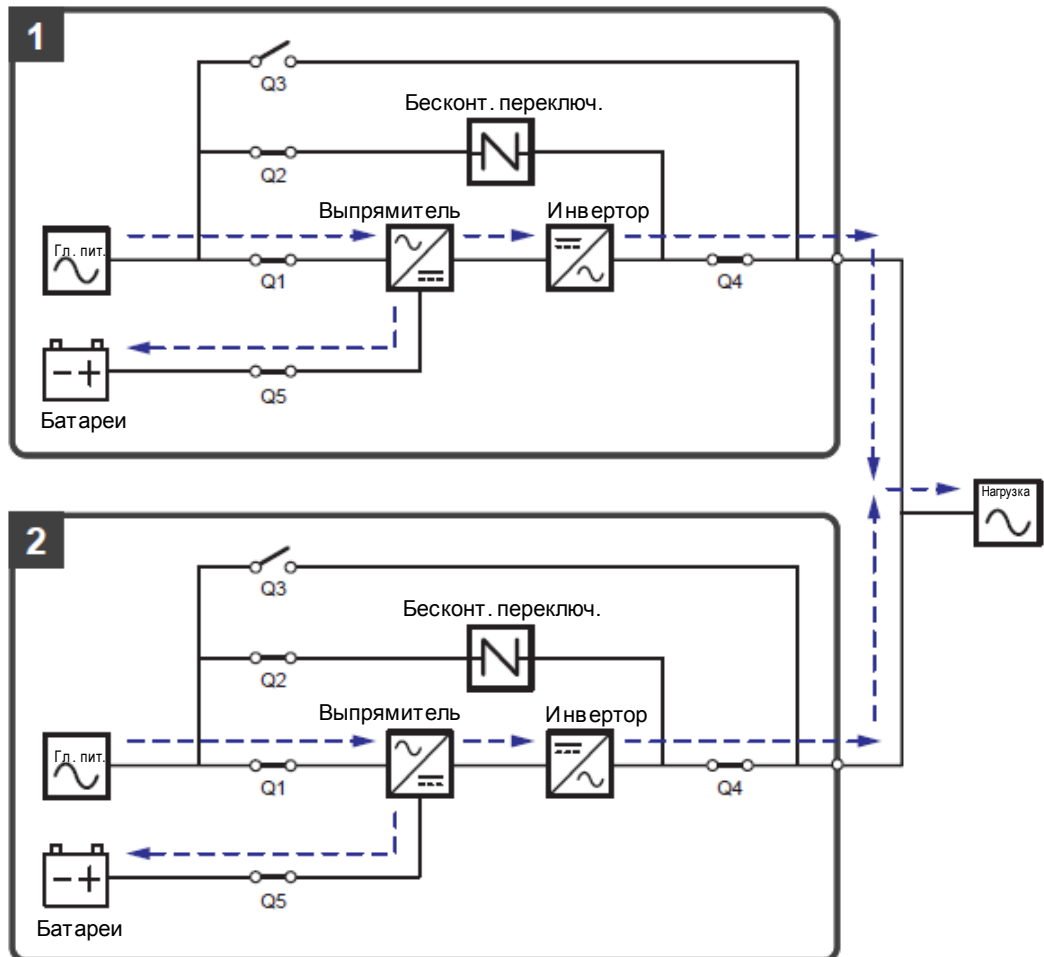 1
Q3
Бесконт. переключ.
Q2
Выпрямитель
Инвертор
Гл. пит.
Q1
Q4
Q5
Батареи
Нагрузка
2
Q3
Бесконт. переключ.
Q2
Выпрямитель
Инвертор
Гл. пит.
Q1
Q4
Q5
Батареи